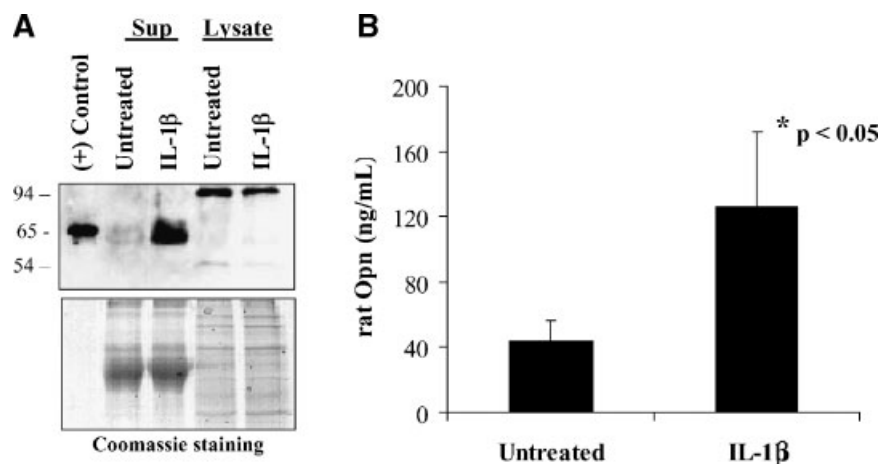 A
Sup Lysate
(+) Control
Untreated
IL-1β
Untreated
IL-1β
94 –
65 -
54 –
Coomassie staining
B
rat Opn (ng/mL)
200
160
120
80
40
0
* p < 0.05
Untreated
IL-1β